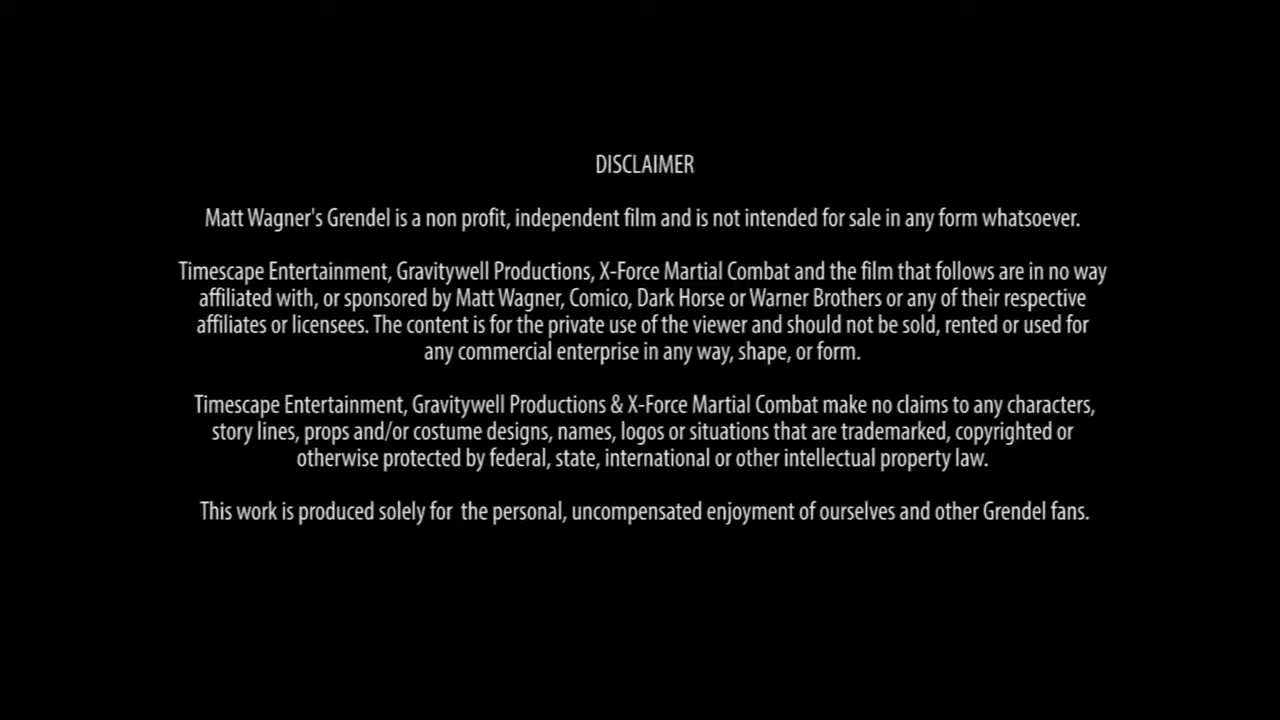 DISCLAIMER
Matt Wagner's Grendel is a non profit, independent film and is not intended for sale in any form whatsoever.
Timescape Entertainment, Gravitywell Productions, X-Force Martial Combat and the film that follows are in no way
affiliated with, or sponsored by Matt Wagner, Comico, Dark Horse or Warner Brothers or any of their respective
affiliates or licensees. The content is for the private use of the viewer and should not be sold, rented or used for
any commercial enterprise in any way, shape, or form.
Timescape Entertainment, Gravitywell Productions & X-Force Martial Combat make no claims to any characters,
story lines, props and/or costume designs, names, logos or situations that are trademarked, copyrighted or
otherwise protected by federal, state, international or other intellectual property law.
This work is produced solely for  the personal, uncompensated enjoyment of ourselves and other Grendel fans.